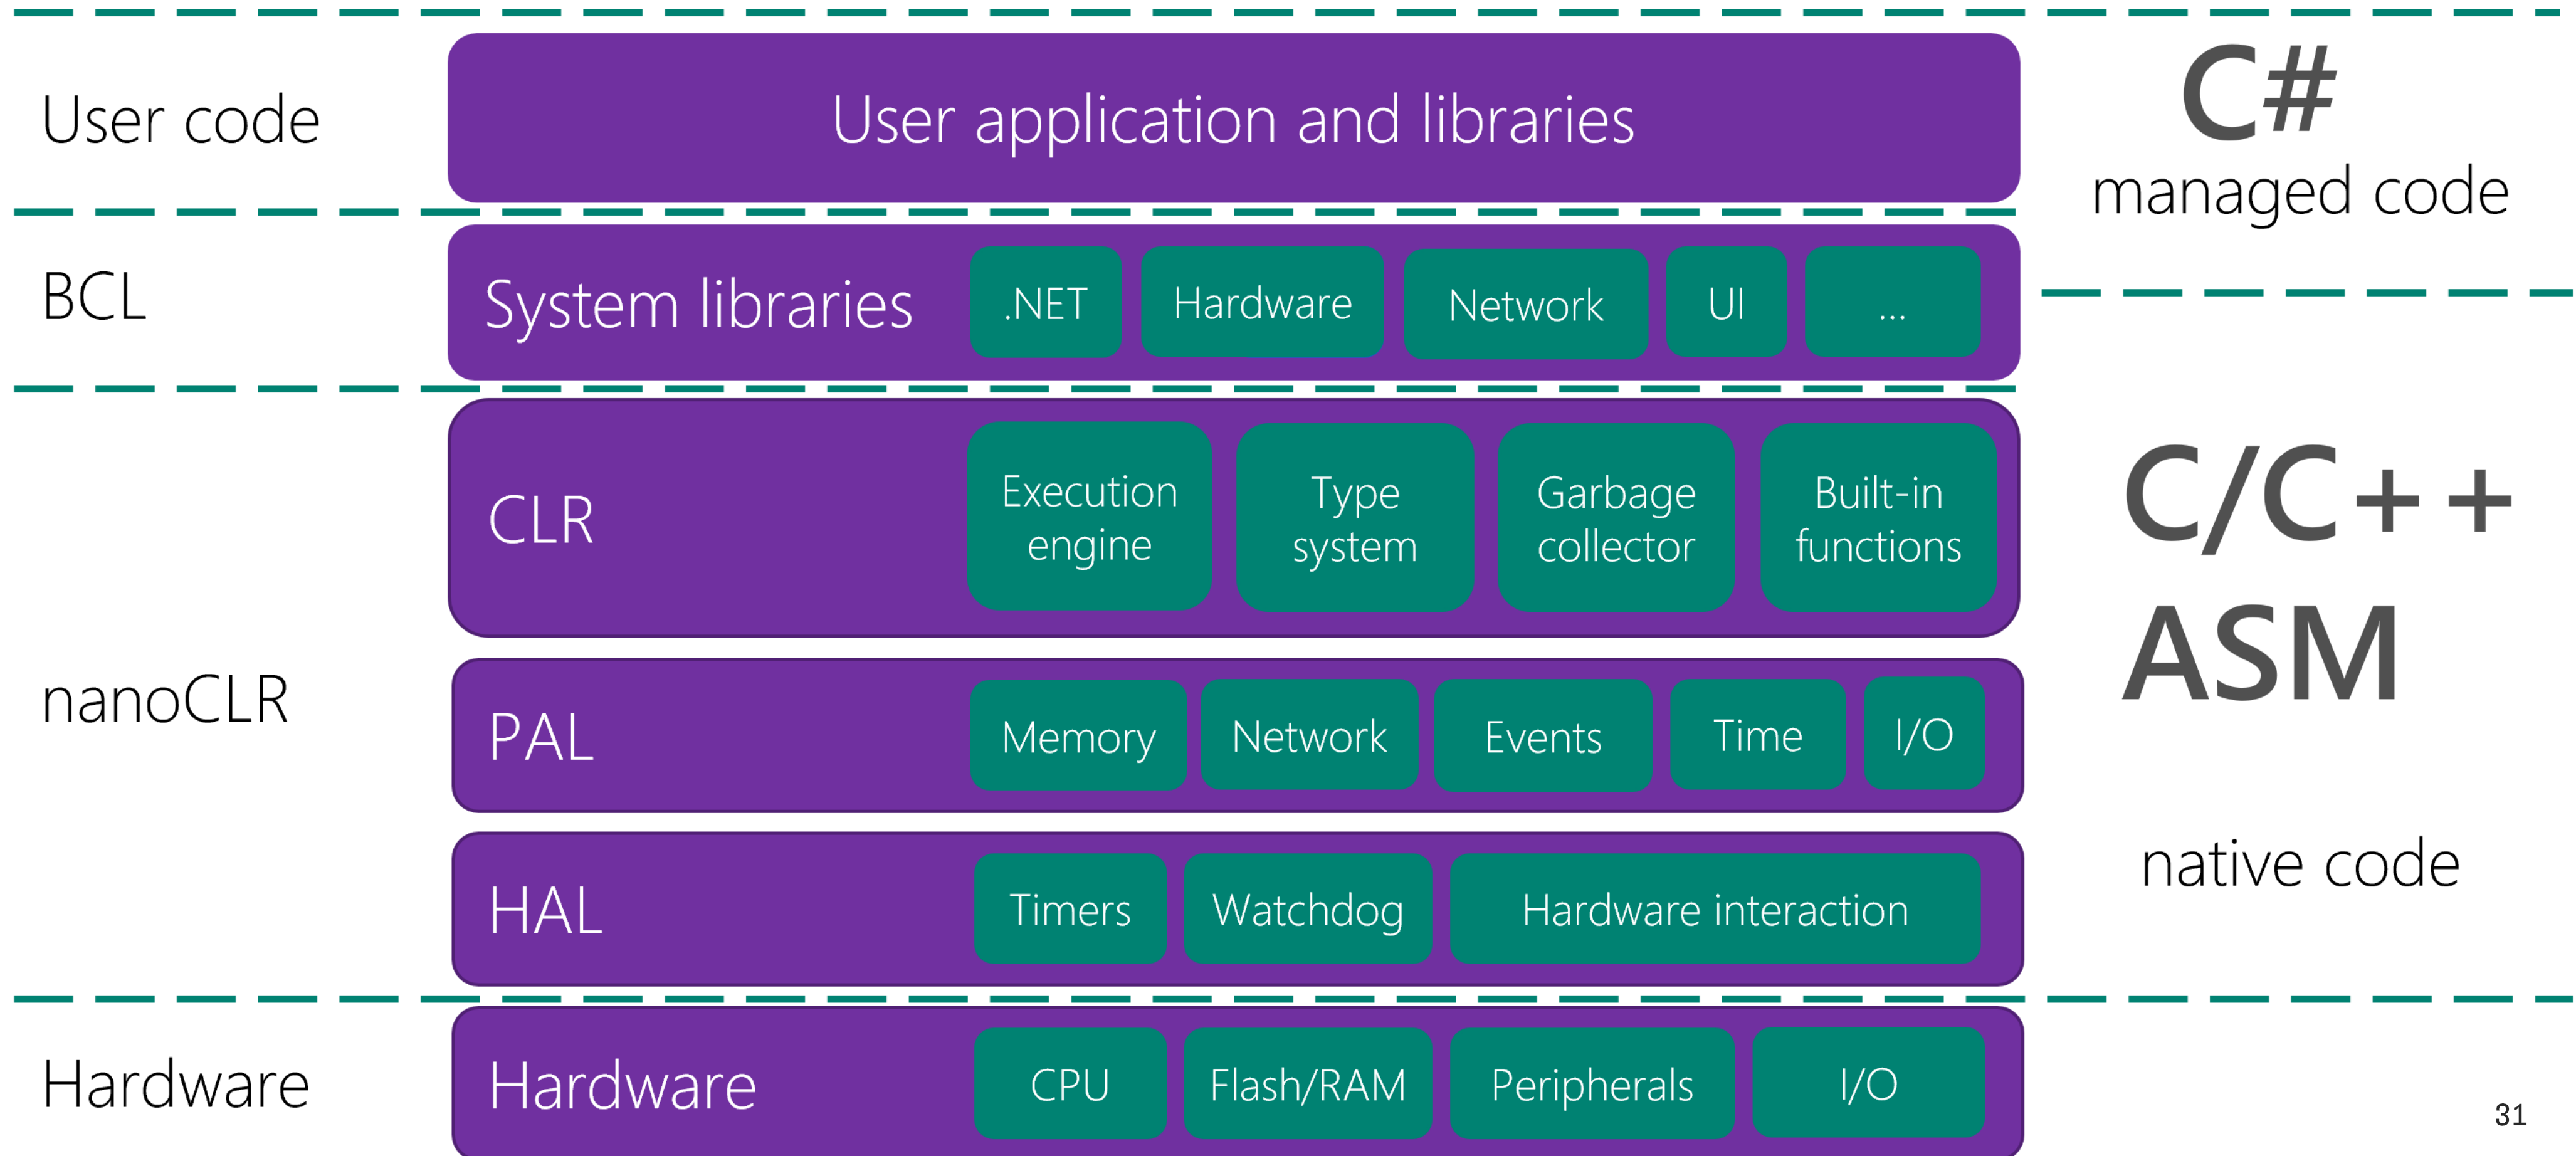 User code
User application and libraries
C#
managed code
BCL
System libraries
.NET
Hardware
Network
UI
...
nanoCLR
CLR
Execution
engine
Type
system
Garbage
collector
Built-in
functions
C/C++
ASM
PAL
Memory
Network
Events
Time
I/O
HAL
Timers
Watchdog
Hardware interaction
native code
Hardware
Hardware
CPU
Flash/RAM
Peripherals
I/O
31